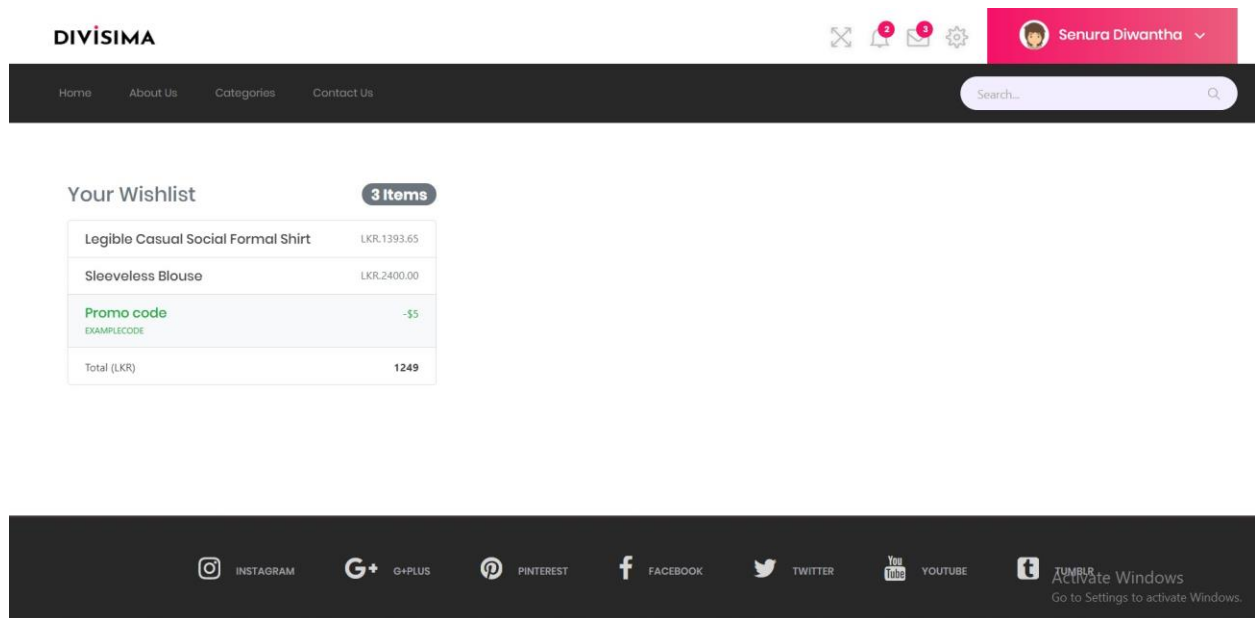 DIVISIMA
2
3
Senura Diwantha
Home About Us Categories Contact Us
Search...
Your Wishlist 3 Items
Legible Casual Social Formal Shirt LKR.1393.65
Sleeveless Blouse LKR.2400.00
Promo code -$5
EXAMPLECODE
Total (LKR) 1249
INSTAGRAM G+ G+PLUS PINTEREST FACEBOOK TWITTER You Tube YOUTUBE TUMBLR
Activate Windows
Go to Settings to activate Windows.